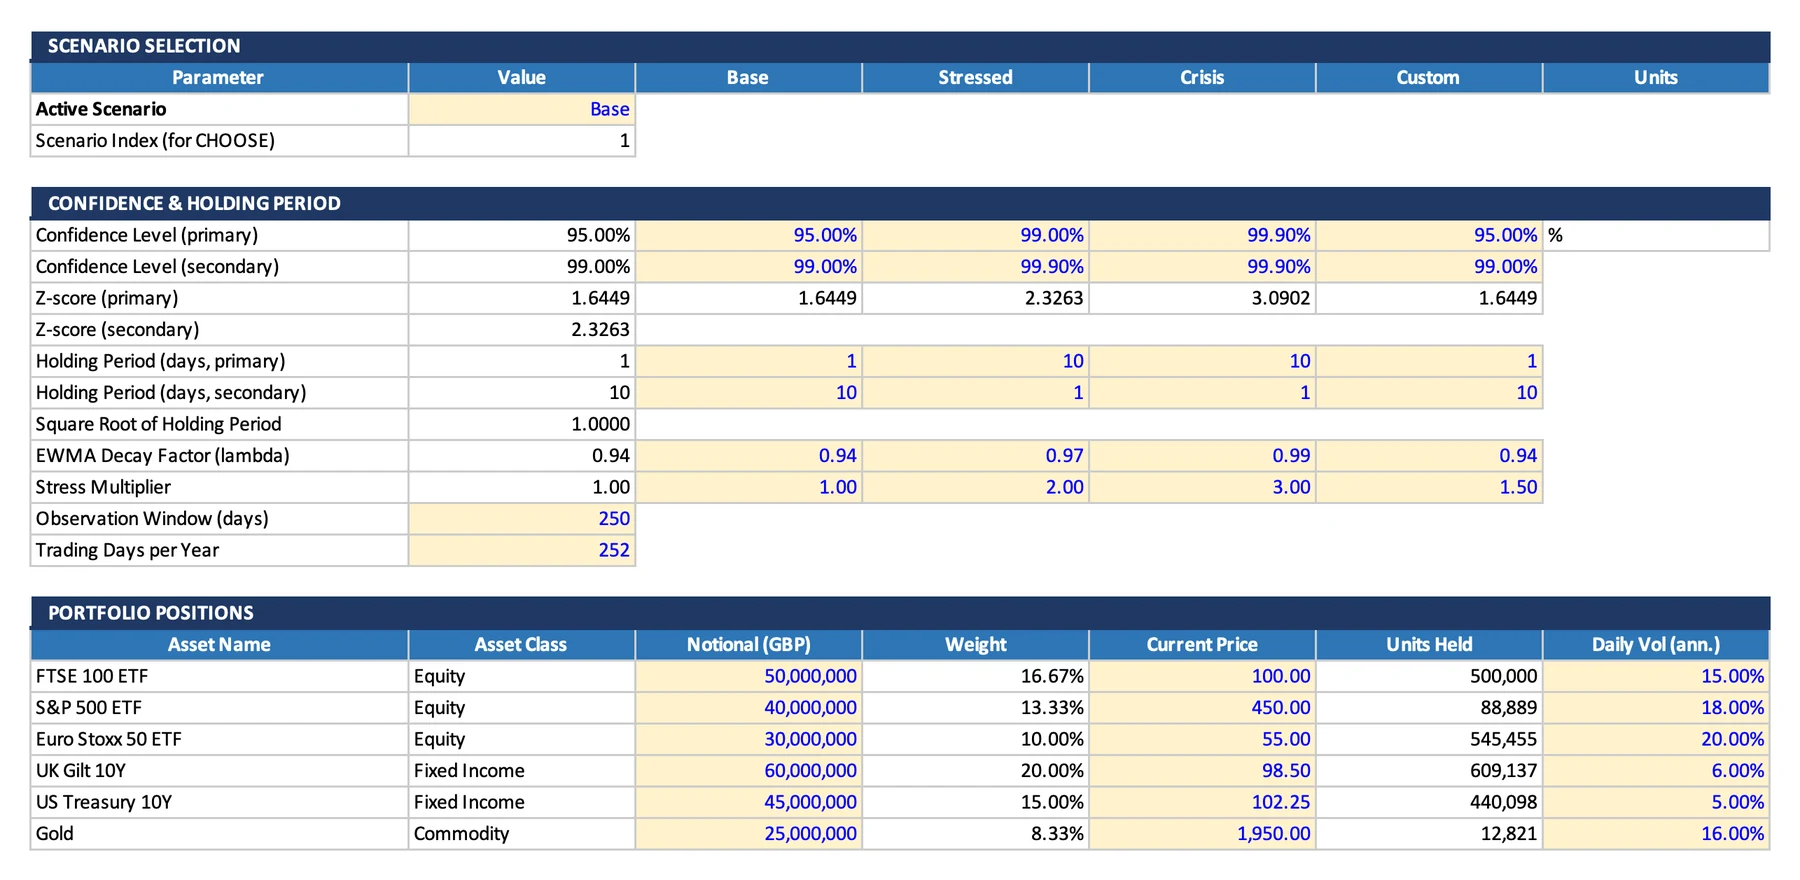 SCENARIO SELECTION
Parameter Value Base Stressed Crisis Custom Units
Active Scenario Base
Scenario Index (for CHOOSE) 1
CONFIDENCE & HOLDING PERIOD
Confidence Level (primary) 95.00% 95.00% 99.00% 99.90% 95.00% %
Confidence Level (secondary) 99.00% 99.00% 99.90% 99.90% 99.00%
Z-score (primary) 1.6449 1.6449 2.3263 3.0902 1.6449
Z-score (secondary) 2.3263
Holding Period (days, primary) 1 1 10 10 1
Holding Period (days, secondary) 10 10 1 1 10
Square Root of Holding Period 1.0000
EWMA Decay Factor (lambda) 0.94 0.94 0.97 0.99 0.94
Stress Multiplier 1.00 1.00 2.00 3.00 1.50
Observation Window (days) 250
Trading Days per Year 252
PORTFOLIO POSITIONS
Asset Name Asset Class Notional (GBP) Weight Current Price Units Held Daily Vol (ann.)
FTSE 100 ETF Equity 50,000,000 16.67% 100.00 500,000 15.00%
S&P 500 ETF Equity 40,000,000 13.33% 450.00 88,889 18.00%
Euro Stoxx 50 ETF Equity 30,000,000 10.00% 55.00 545,455 20.00%
UK Gilt 10Y Fixed Income 60,000,000 20.00% 98.50 609,137 6.00%
US Treasury 10Y Fixed Income 45,000,000 15.00% 102.25 440,098 5.00%
Gold Commodity 25,000,000 8.33% 1,950.00 12,821 16.00%